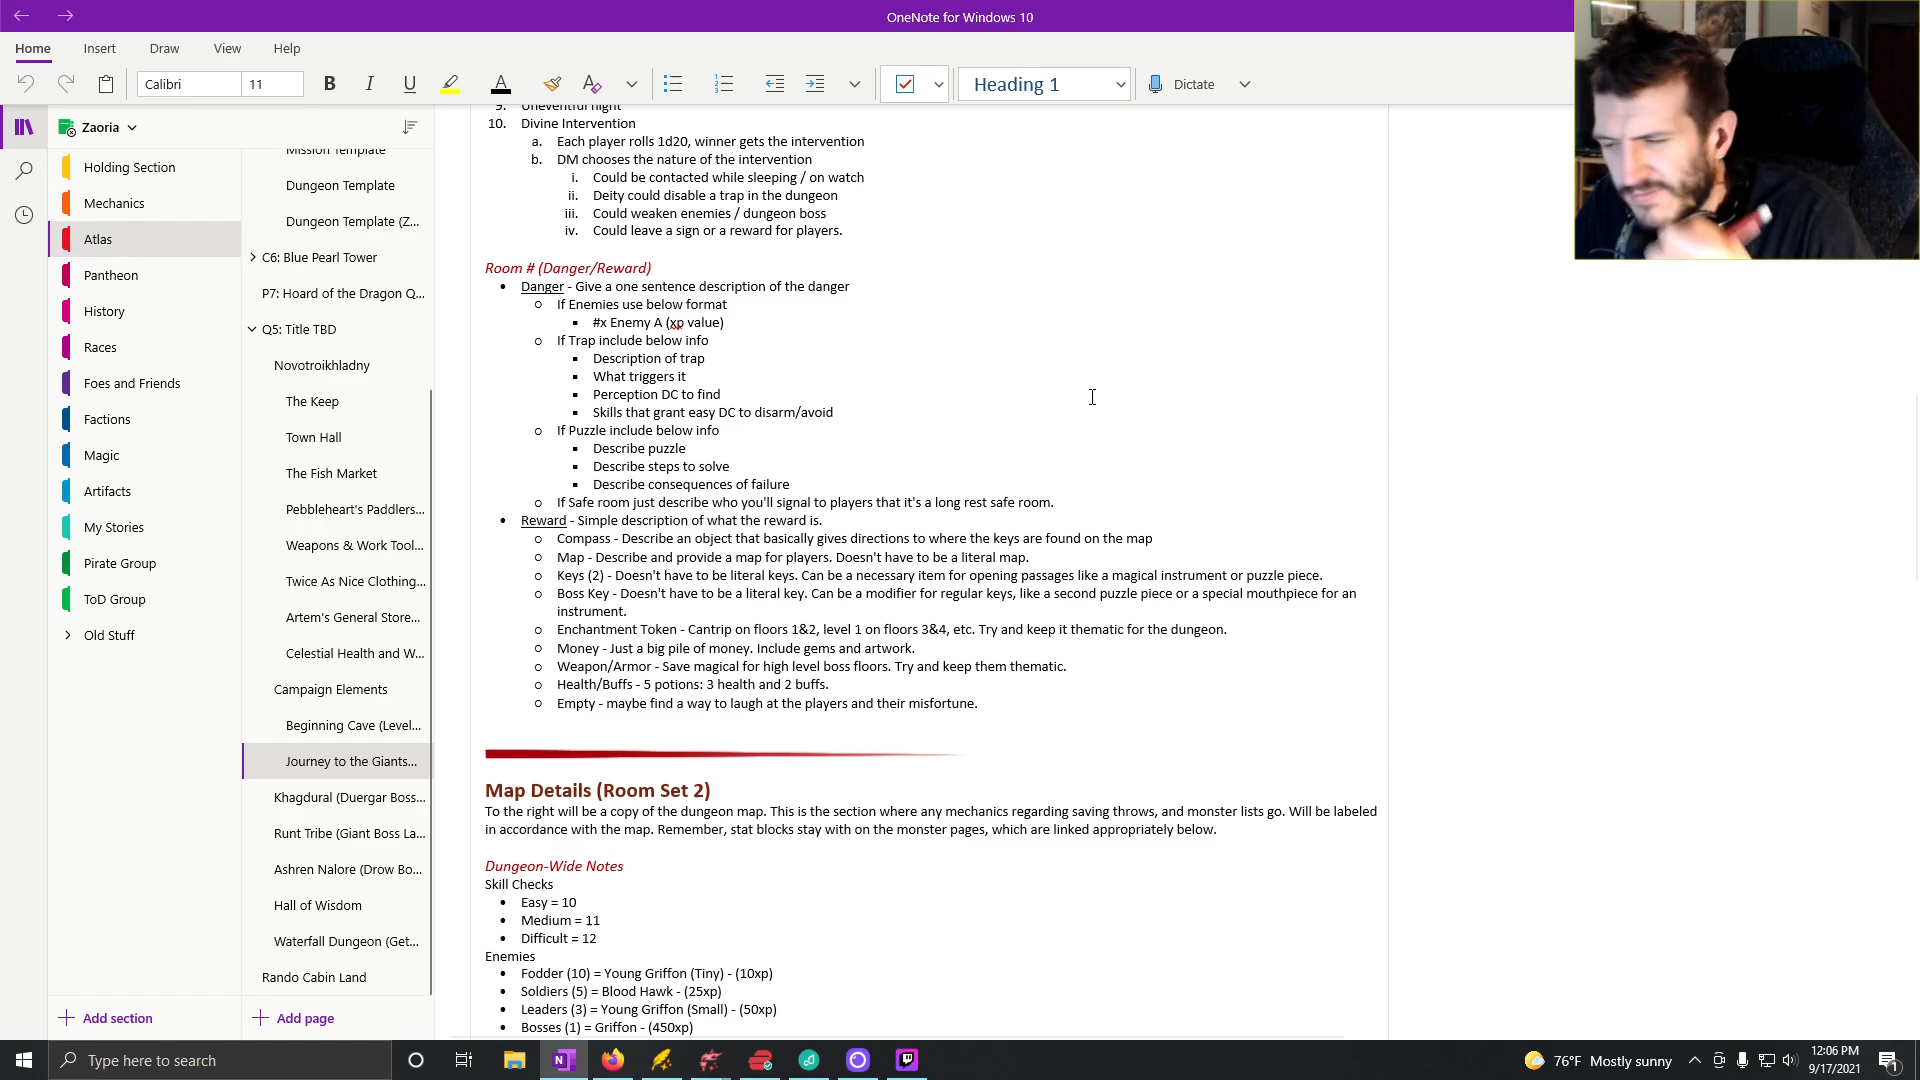 OneNote for Windows 10
Home
Insert
Draw
View
Help
Calibri
11
B
I
U
A
Heading 1
Dictate
Zaoria
Holding Section
Mechanics
Atlas
Pantheon
History
Races
Foes and Friends
Factions
Magic
Artifacts
My Stories
Pirate Group
ToD Group
Old Stuff
Add section
Mission Template
Dungeon Template
Dungeon Template (Z...
C6: Blue Pearl Tower
P7: Hoard of the Dragon Q...
Q5: Title TBD
Novotroikhladny
The Keep
Town Hall
The Fish Market
Pebbleheart's Paddlers...
Weapons & Work Tool...
Twice As Nice Clothing...
Artem's General Store...
Celestial Health and W...
Campaign Elements
Beginning Cave (Level...
Journey to the Giants...
Khagdural (Duergar Boss...
Runt Tribe (Giant Boss La...
Ashren Nalore (Drow Bo...
Hall of Wisdom
Waterfall Dungeon (Get...
Rando Cabin Land
Add page
9. Uneventful night
10. Divine Intervention
a. Each player rolls 1d20, winner gets the intervention
b. DM chooses the nature of the intervention
i. Could be contacted while sleeping / on watch
ii. Deity could disable a trap in the dungeon
iii. Could weaken enemies / dungeon boss
iv. Could leave a sign or a reward for players.
Room # (Danger/Reward)
• Danger - Give a one sentence description of the danger
o If Enemies use below format
▪ #x Enemy A (xp value)
o If Trap include below info
▪ Description of trap
▪ What triggers it
▪ Perception DC to find
▪ Skills that grant easy DC to disarm/avoid
o If Puzzle include below info
▪ Describe puzzle
▪ Describe steps to solve
▪ Describe consequences of failure
o If Safe room just describe who you'll signal to players that it's a long rest safe room.
• Reward - Simple description of what the reward is.
o Compass - Describe an object that basically gives directions to where the keys are found on the map
o Map - Describe and provide a map for players. Doesn't have to be a literal map.
o Keys (2) - Doesn't have to be literal keys. Can be a necessary item for opening passages like a magical instrument or puzzle piece.
o Boss Key - Doesn't have to be a literal key. Can be a modifier for regular keys, like a second puzzle piece or a special mouthpiece for an
instrument.
o Enchantment Token - Cantrip on floors 1&2, level 1 on floors 3&4, etc. Try and keep it thematic for the dungeon.
o Money - Just a big pile of money. Include gems and artwork.
o Weapon/Armor - Save magical for high level boss floors. Try and keep them thematic.
o Health/Buffs - 5 potions: 3 health and 2 buffs.
o Empty - maybe find a way to laugh at the players and their misfortune.
Map Details (Room Set 2)
To the right will be a copy of the dungeon map. This is the section where any mechanics regarding saving throws, and monster lists go. Will be labeled
in accordance with the map. Remember, stat blocks stay with on the monster pages, which are linked appropriately below.
Dungeon-Wide Notes
Skill Checks
• Easy = 10
• Medium = 11
• Difficult = 12
Enemies
• Fodder (10) = Young Griffon (Tiny) - (10xp)
• Soldiers (5) = Blood Hawk - (25xp)
• Leaders (3) = Young Griffon (Small) - (50xp)
• Bosses (1) = Griffon - (450xp)
Type here to search
76°F Mostly sunny
12:06 PM
9/17/2021
1